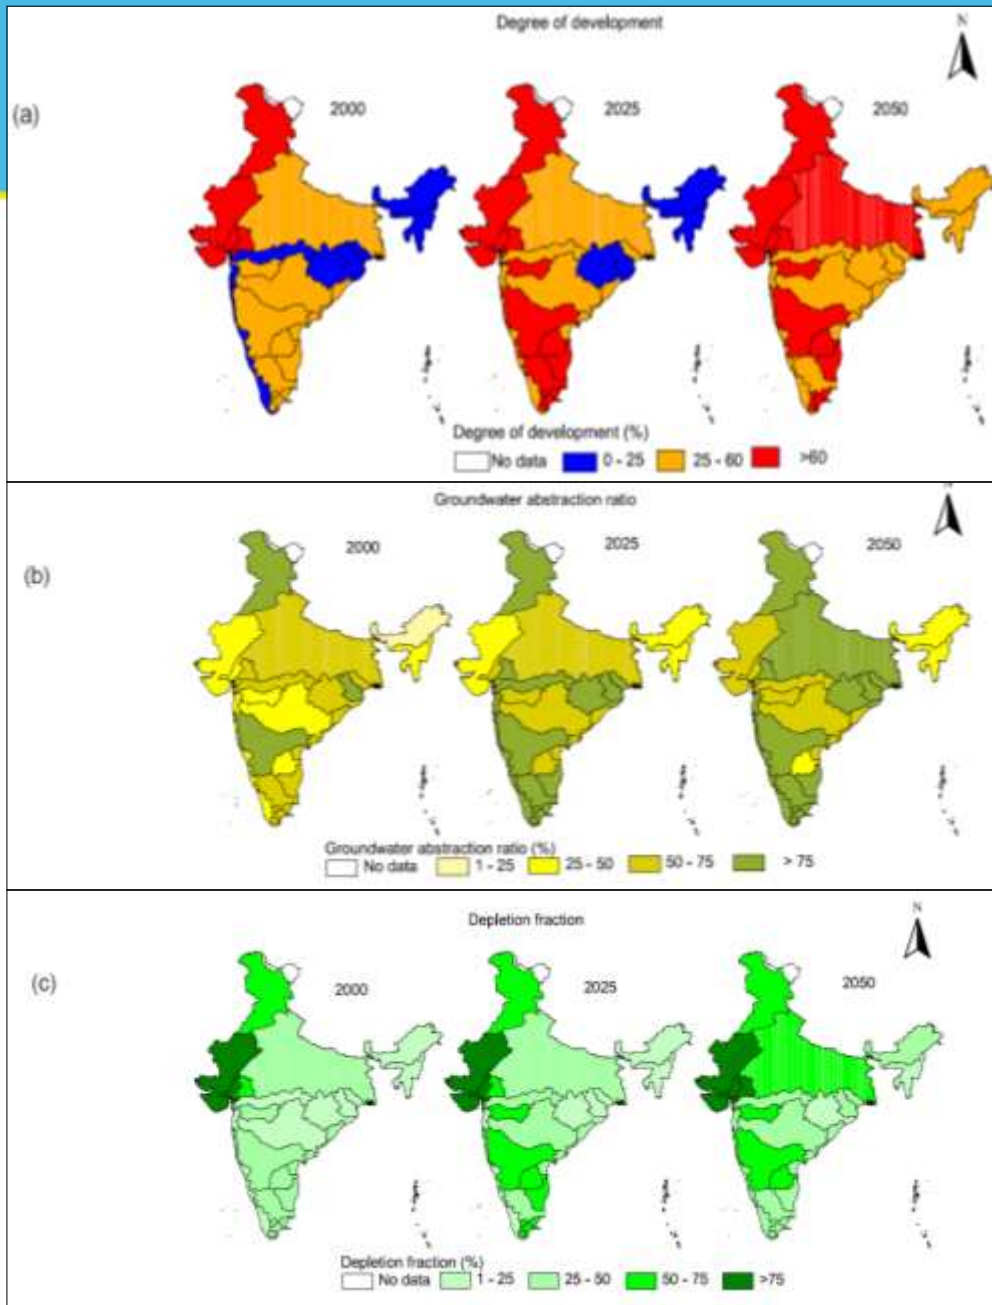 Degree of development
N
(a)
2000
2025
2050
Degree of development (%)
No data
0 - 25
25 - 60
>60
Groundwater abstraction ratio
N
(b)
2000
2025
2050
Groundwater abstraction ratio (%)
No data
1 - 25
25 - 50
50 - 75
> 75
Depletion fraction
N
(c)
2000
2025
2050
Depletion fraction (%)
No data
1 - 25
25 - 50
50 - 75
>75